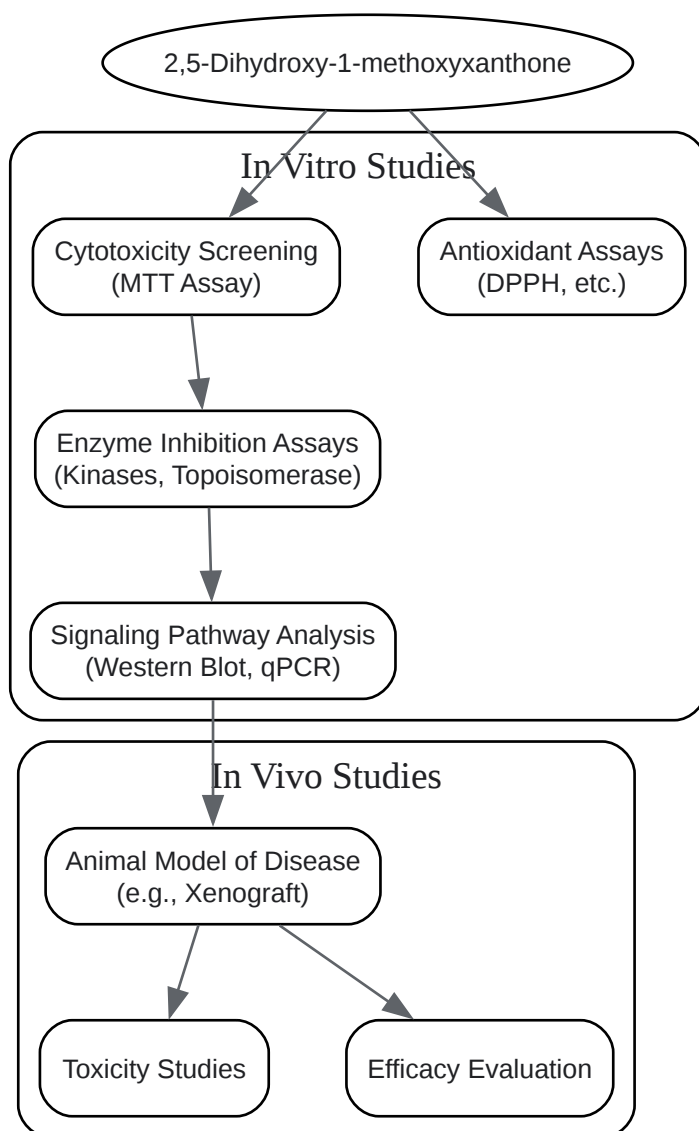 2,5-Dihydroxy-1-methoxyxanthone
In Vitro Studies
Cytotoxicity Screening
(MTT Assay)
Antioxidant Assays
(DPPH, etc.)
Enzyme Inhibition Assays
(Kinases, Topoisomerase)
Signaling Pathway Analysis
(Western Blot, qPCR)
In Vivo Studies
Animal Model of Disease
(e.g., Xenograft)
Toxicity Studies
Efficacy Evaluation